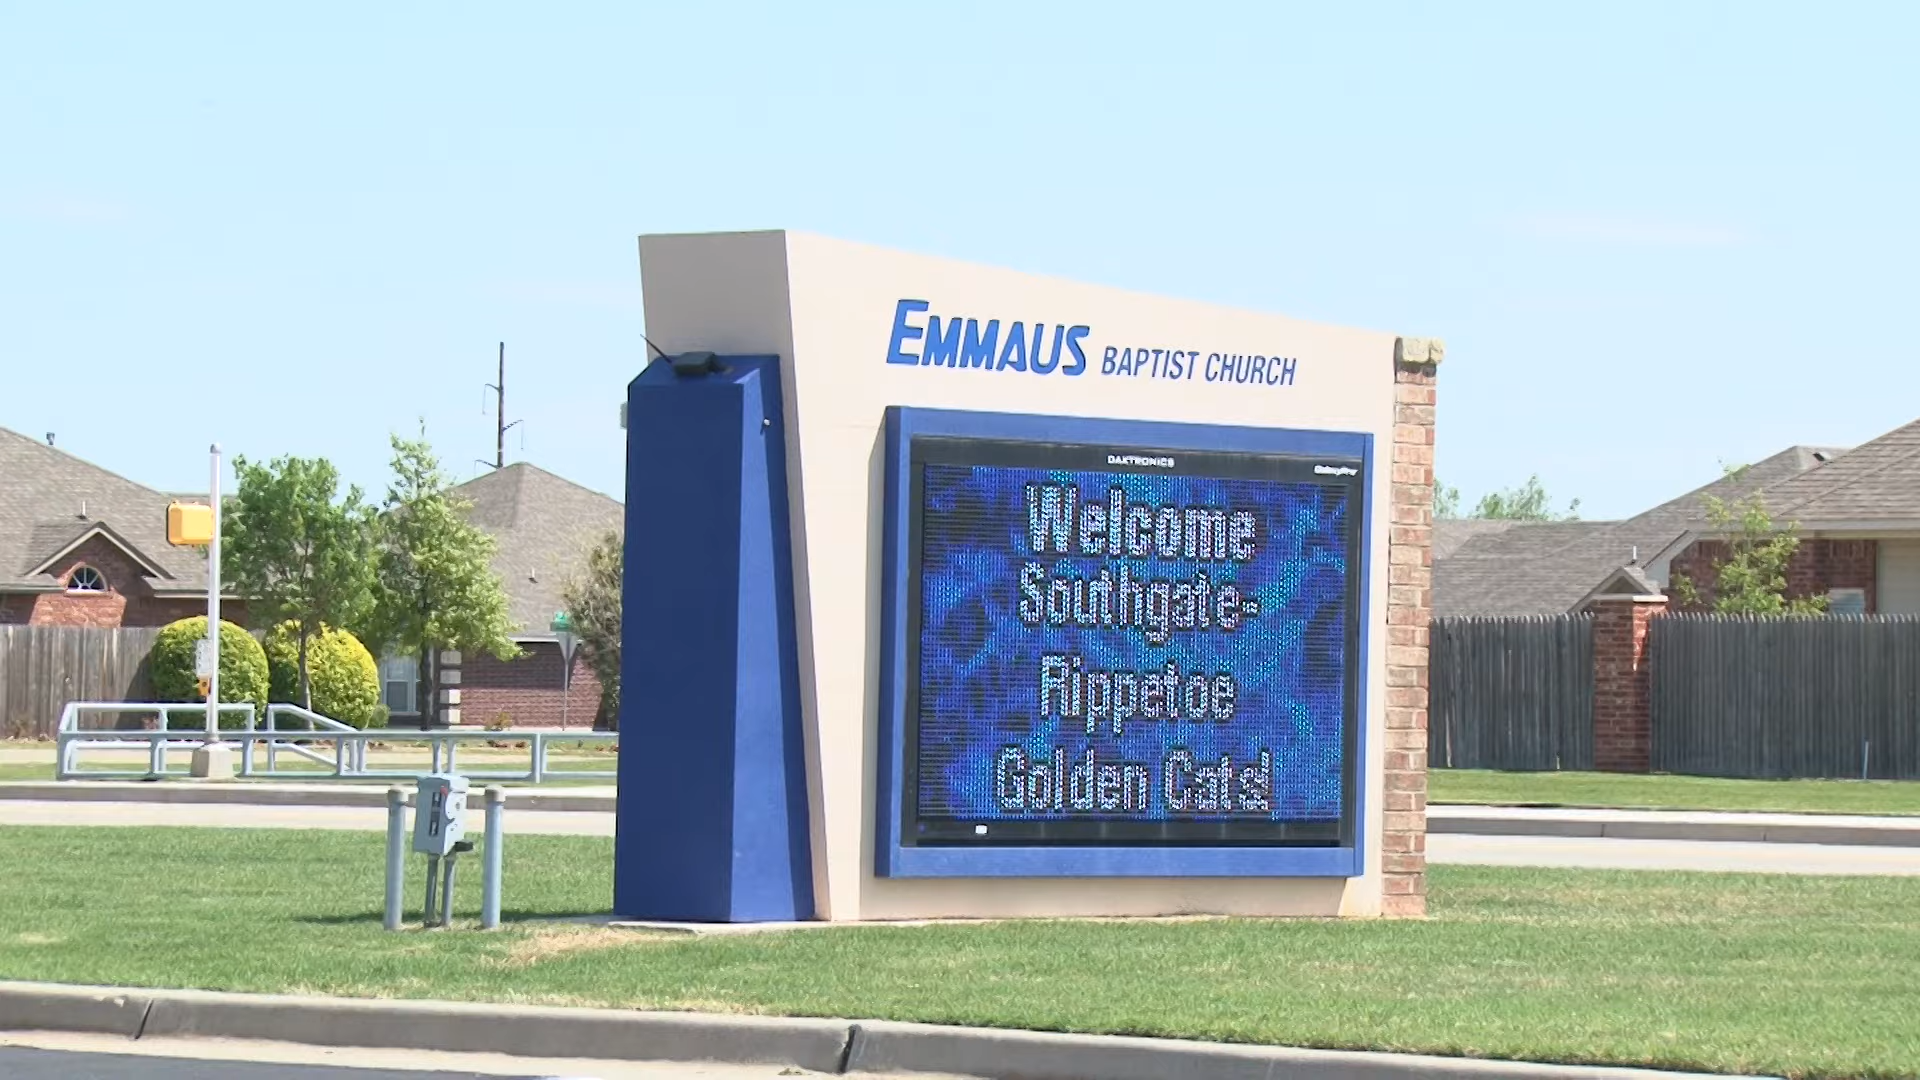 EMMAUS BAPTIST CHURCH
DAKTRONICS
Welcome
Southgate-
Rippetoe
Golden Cats!